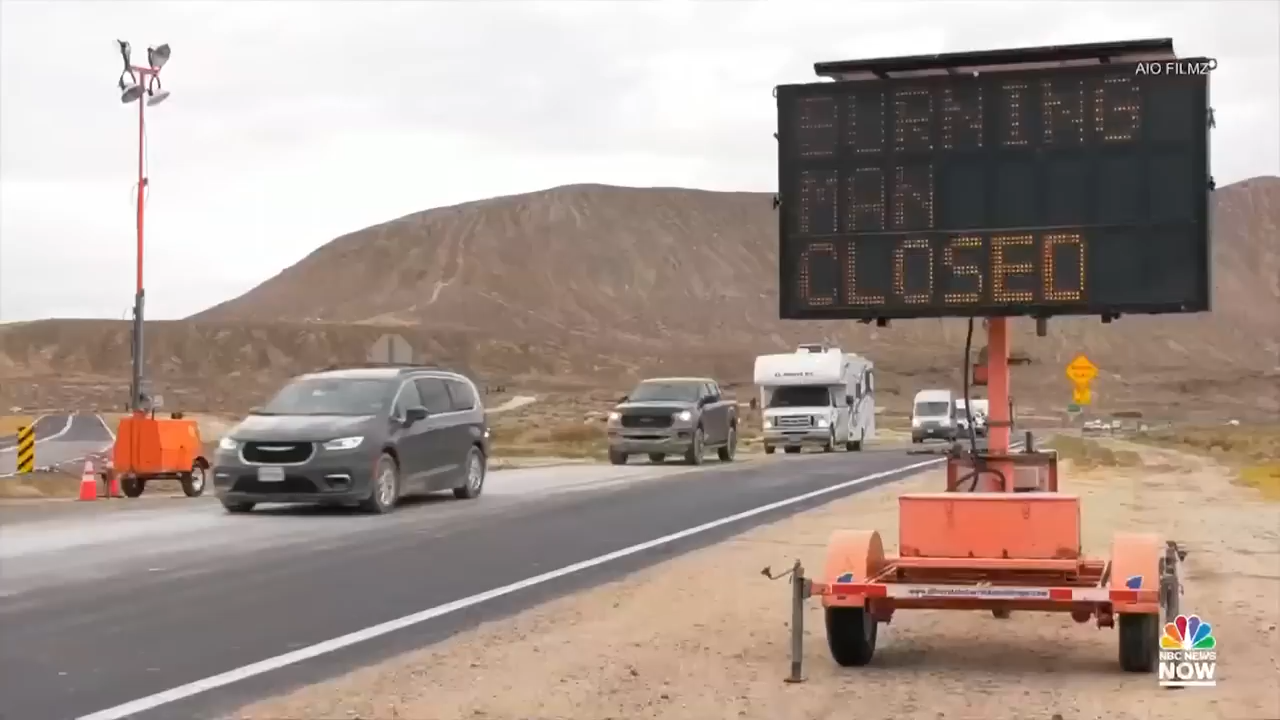 AIO FILMZ
BURNING
MAN
CLOSED
NBC NEWS
NOW